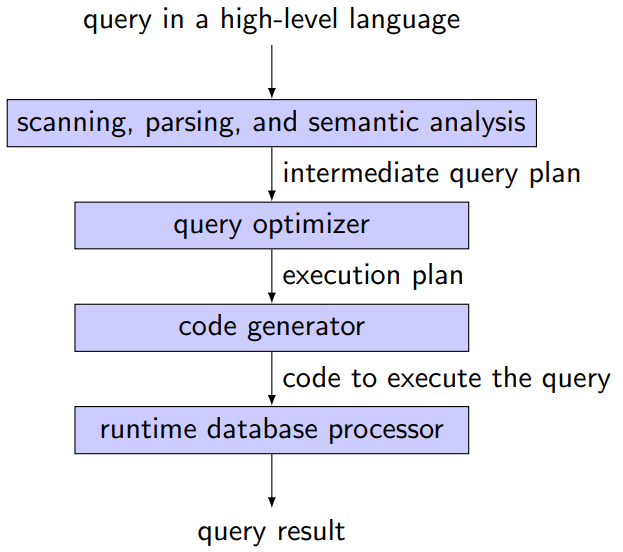 query in a high-level language
scanning, parsing, and semantic analysis
intermediate query plan
query optimizer
execution plan
code generator
code to execute the query
runtime database processor
query result